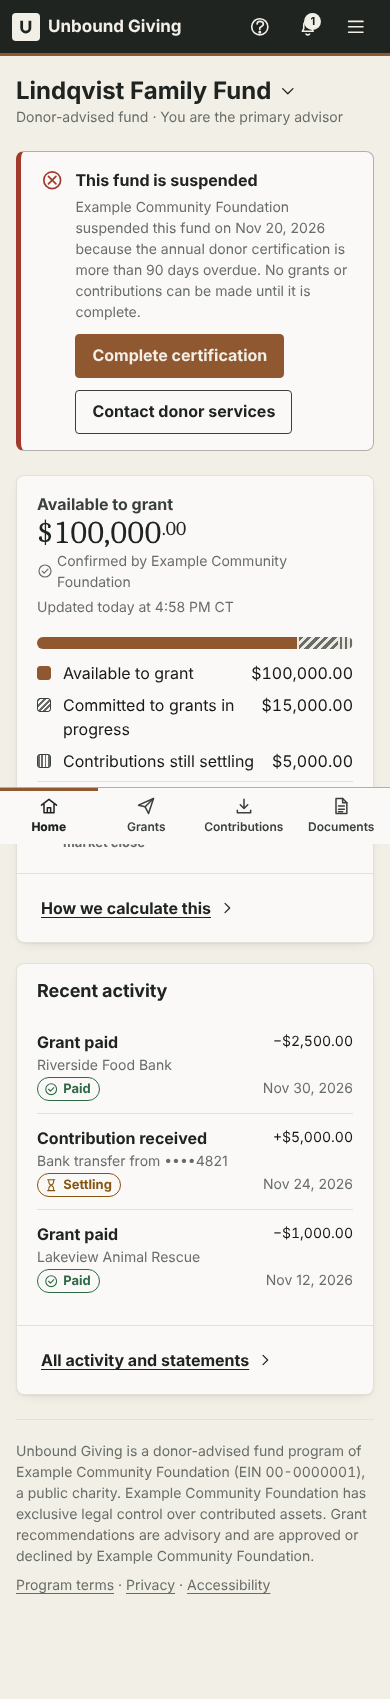 U Unbound Giving 1
Lindqvist Family Fund
Donor-advised fund · You are the primary advisor
This fund is suspended
Example Community Foundation
suspended this fund on Nov 20, 2026
because the annual donor certification is
more than 90 days overdue. No grants or
contributions can be made until it is
complete.
Complete certification
Contact donor services
Available to grant
$100,000.00
Confirmed by Example Community
Foundation
Updated today at 4:58 PM CT
Available to grant $100,000.00
Committed to grants in $15,000.00
progress
Contributions still settling $5,000.00
Home Grants Contributions Documents
market close
How we calculate this
Recent activity
Grant paid −$2,500.00
Riverside Food Bank
Paid Nov 30, 2026
Contribution received +$5,000.00
Bank transfer from ••••4821
Settling Nov 24, 2026
Grant paid −$1,000.00
Lakeview Animal Rescue
Paid Nov 12, 2026
All activity and statements
Unbound Giving is a donor-advised fund program of
Example Community Foundation (EIN 00-0000001),
a public charity. Example Community Foundation has
exclusive legal control over contributed assets. Grant
recommendations are advisory and are approved or
declined by Example Community Foundation.
Program terms · Privacy · Accessibility